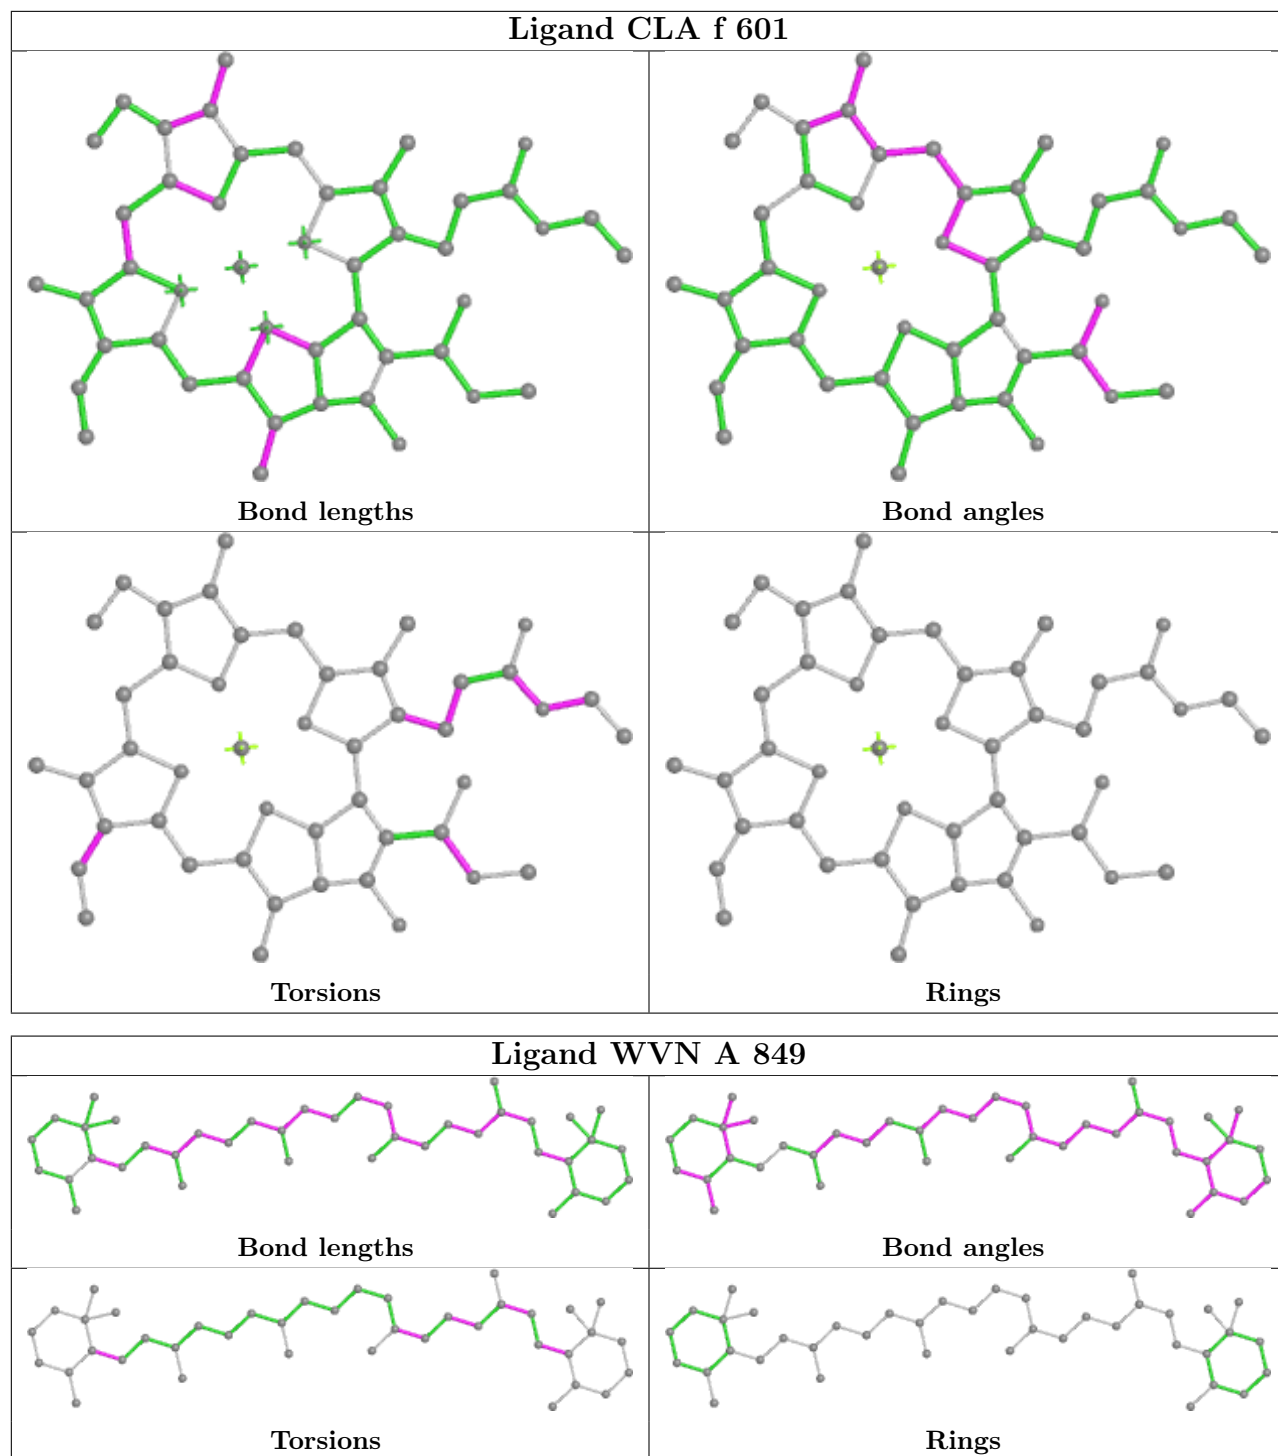 Ligand CLA f 601
Bond lengths
Bond angles
Torsions
Rings
Ligand WVN A 849
Bond lengths
Bond angles
Torsions
Rings